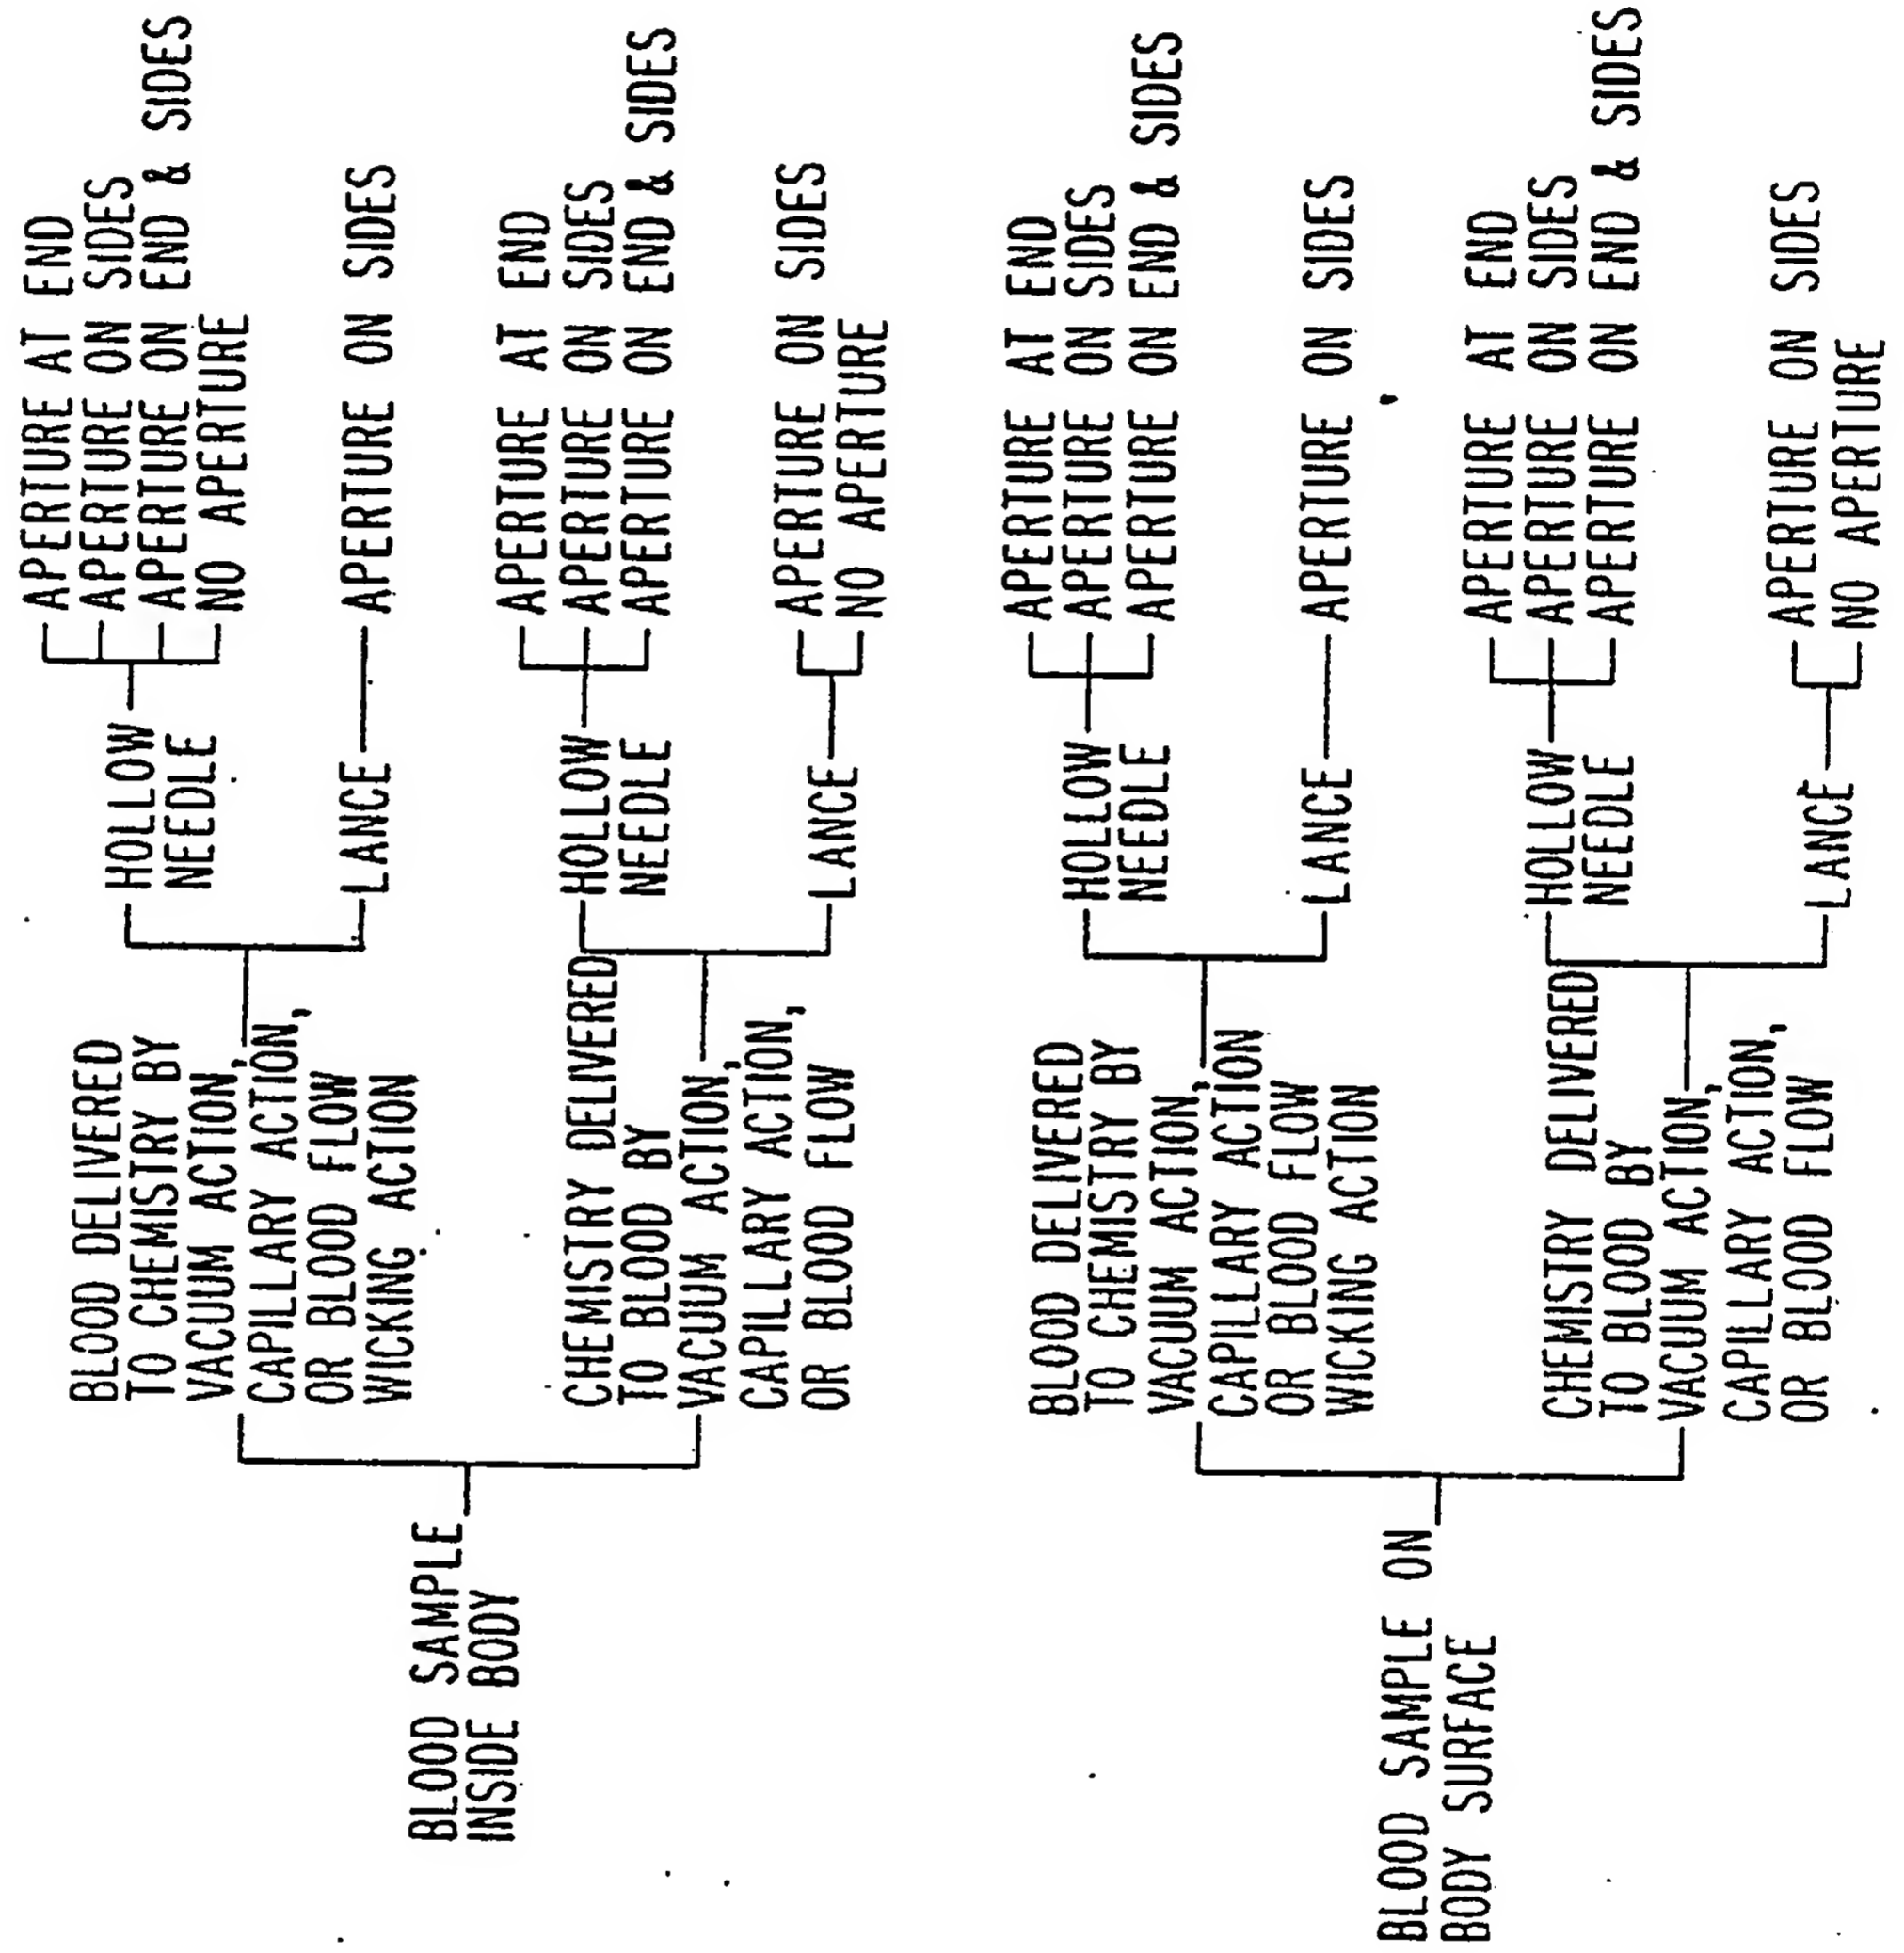 BLOOD SAMPLE
INSIDE BODY
BLOOD DELIVERED
TO CHEMISTRY BY
VACUUM ACTION,
CAPILLARY ACTION,
OR BLOOD FLOW
WICKING ACTION
HOLLOW
NEEDLE
APERTURE AT END
APERTURE ON SIDES
APERTURE ON END & SIDES
NO APERTURE
LANCE
APERTURE ON SIDES
CHEMISTRY DELIVERED
TO BLOOD BY
VACUUM ACTION,
CAPILLARY ACTION,
OR BLOOD FLOW
HOLLOW
NEEDLE
APERTURE AT END
APERTURE ON SIDES
APERTURE ON END & SIDES
LANCE
APERTURE ON SIDES
NO APERTURE
BLOOD SAMPLE ON
BODY SURFACE
BLOOD DELIVERED
TO CHEMISTRY BY
VACUUM ACTION,
CAPILLARY ACTION
OR BLOOD FLOW
WICKING ACTION
HOLLOW
NEEDLE
APERTURE AT END
APERTURE ON SIDES
APERTURE ON END & SIDES
LANCE
APERTURE ON SIDES
CHEMISTRY DELIVERED
TO BLOOD BY
VACUUM ACTION,
CAPILLARY ACTION,
OR BLOOD FLOW
HOLLOW
NEEDLE
APERTURE AT END
APERTURE ON SIDES
APERTURE ON END & SIDES
LANCE
APERTURE ON SIDES
NO APERTURE